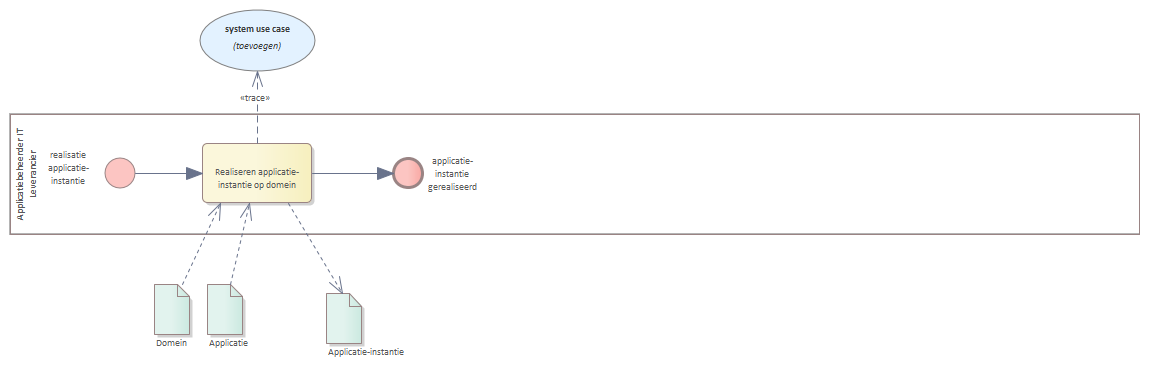 system use case
(toevoegen)
«trace»
Applicatiebeheerder IT
Leverancier
realisatie
applicatie-
instantie
Realiseren applicatie-
instantie op domein
applicatie-
instantie
gerealiseerd
Domein
Applicatie
Applicatie-instantie